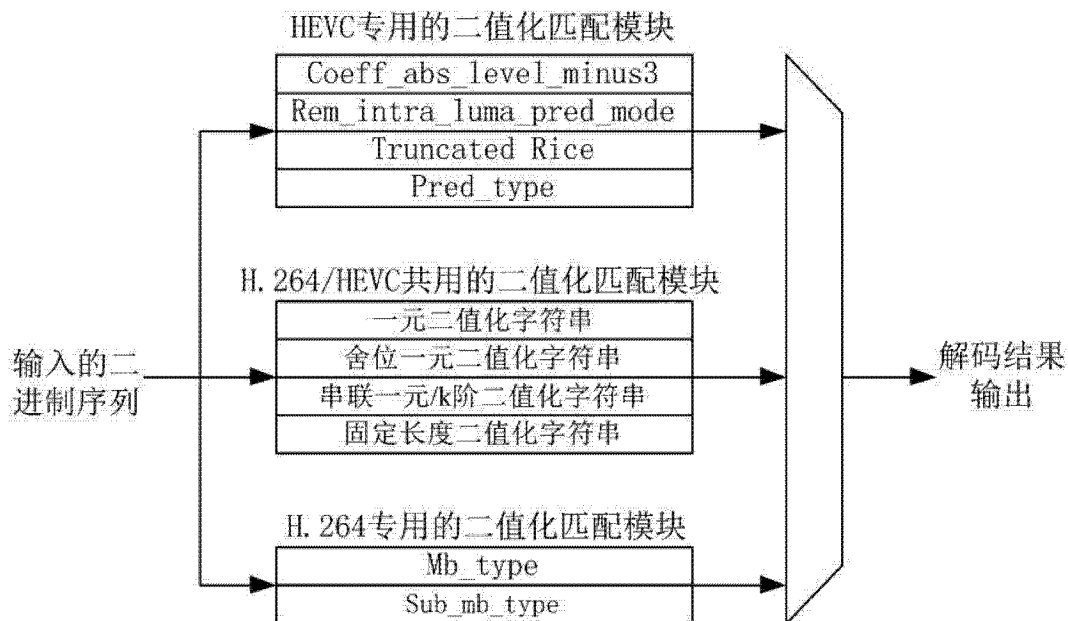 HEVC专用的二值化匹配模块
Coeff_abs_level_minus3
Rem_intra_luma_pred_mode
Truncated Rice
Pred_type
H.264/HEVC共用的二值化匹配模块
一元二值化字符串
舍位一元二值化字符串
串联一元/k阶二值化字符串
固定长度二值化字符串
输入的二
进制序列
解码结果
输出
H.264专用的二值化匹配模块
Mb_type
Sub_mb_type